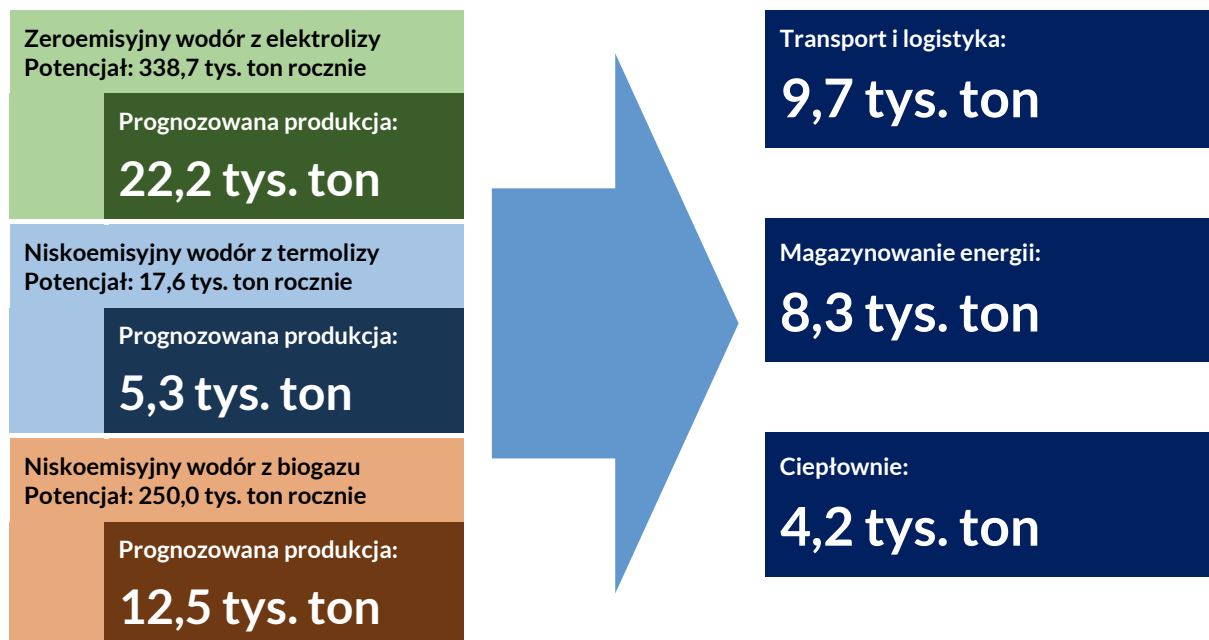 Zeroemisyjny wodór z elektrolizy
Potencjał: 338,7 tys. ton rocznie
Prognozowana produkcja:
22,2 tys. ton
Niskoemisyjny wodór z termolizy
Potencjał: 17,6 tys. ton rocznie
Prognozowana produkcja:
5,3 tys. ton
Niskoemisyjny wodór z biogazu
Potencjał: 250,0 tys. ton rocznie
Prognozowana produkcja:
12,5 tys. ton
Transport i logistyka:
9,7 tys. ton
Magazynowanie energii:
8,3 tys. ton
Ciepłownie:
4,2 tys. ton